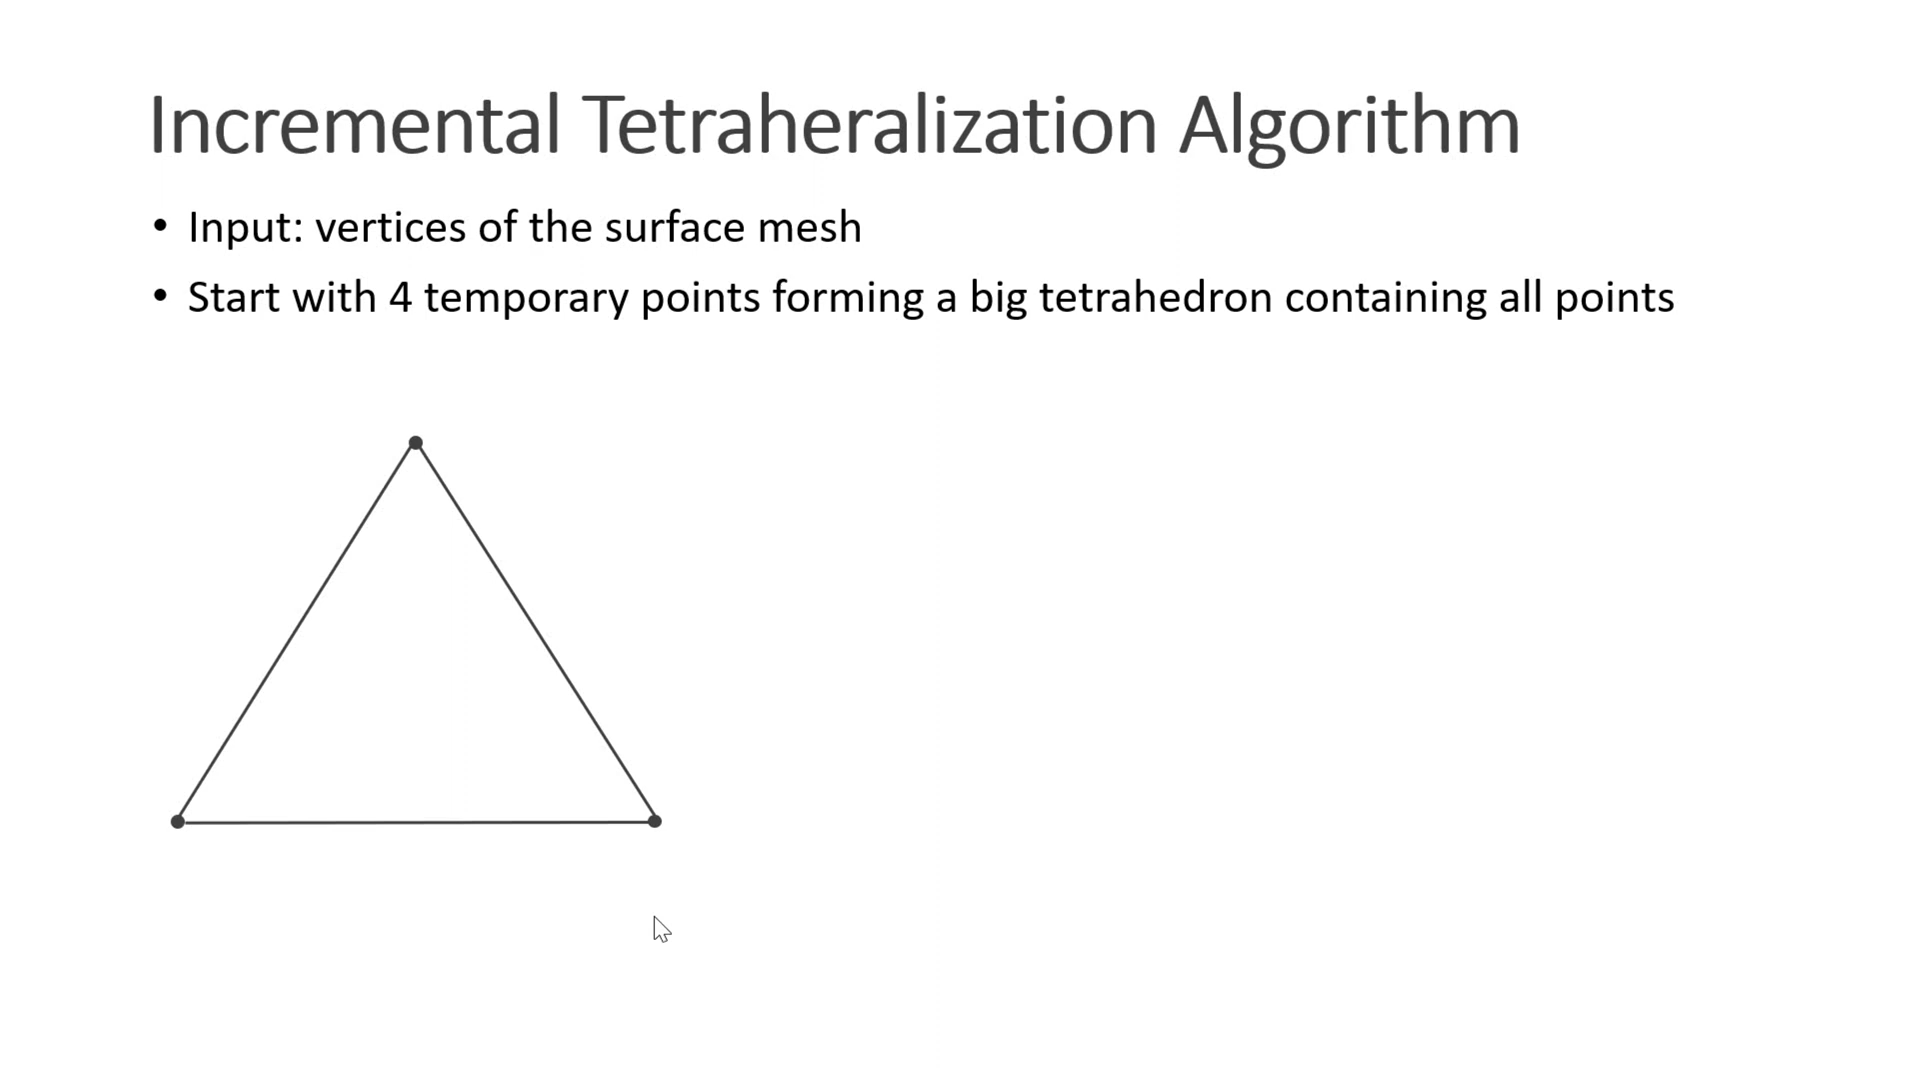 Incremental Tetraheralization Algorithm
• Input: vertices of the surface mesh
• Start with 4 temporary points forming a big tetrahedron containing all points